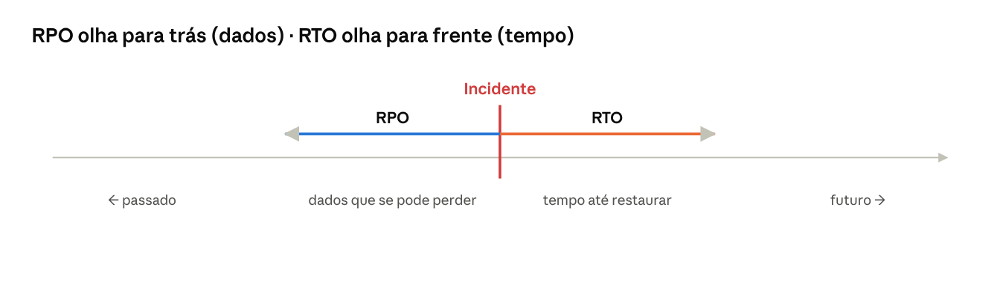 RPO olha para trás (dados) · RTO olha para frente (tempo)
Incidente
RPO
RTO
← passado
dados que se pode perder
tempo até restaurar
futuro →